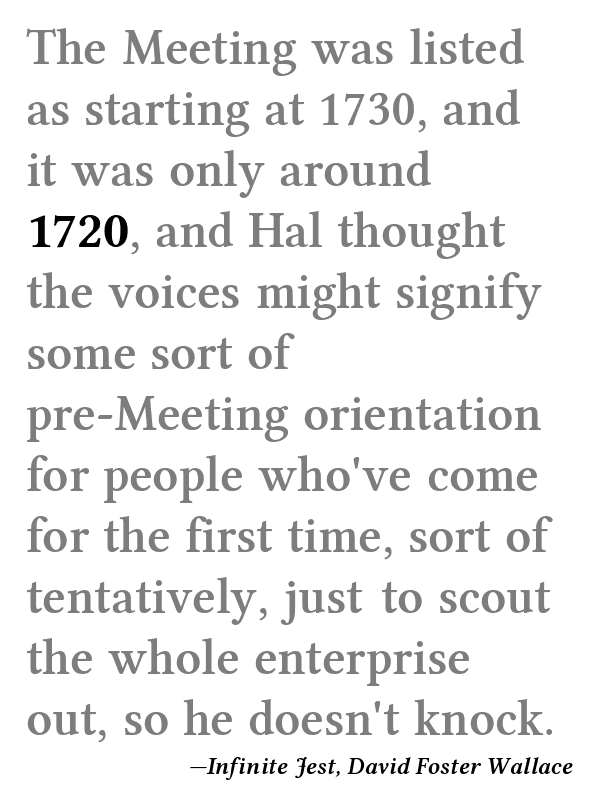 The Meeting was listed
as starting at 1730, and
it was only around
1720, and Hal thought
the voices might signify
some sort of
pre-Meeting orientation
for people who've come
for the first time, sort of
tentatively, just to scout
the whole enterprise
out, so he doesn't knock.
—Infinite Jest, David Foster Wallace